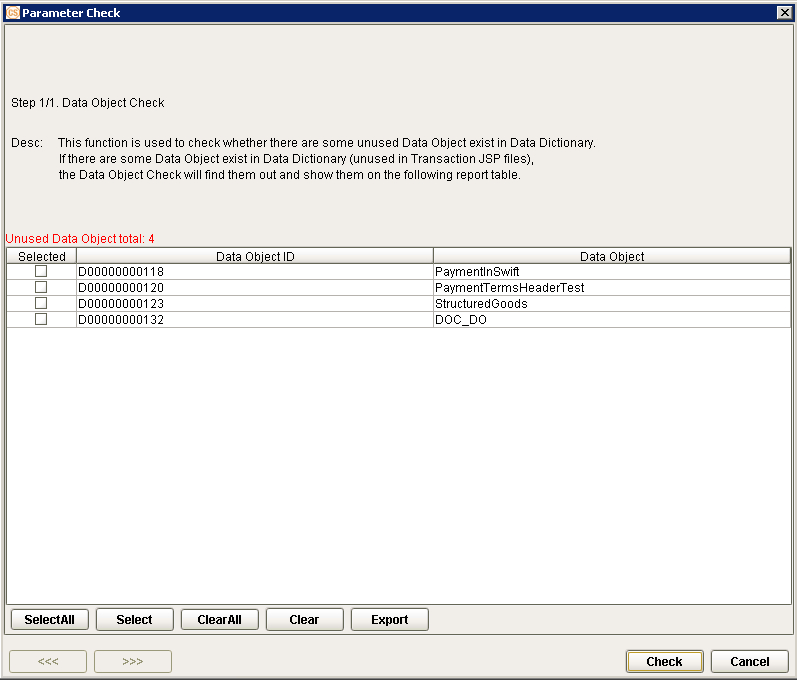 CS Parameter Check
Step 1/1. Data Object Check
Desc: This function is used to check whether there are some unused Data Object exist in Data Dictionary.
If there are some Data Object exist in Data Dictionary (unused in Transaction JSP files),
the Data Object Check will find them out and show them on the following report table.
Unused Data Object total: 4
Selected Data Object ID Data Object
D00000000118 PaymentInSwift
D00000000120 PaymentTermsHeaderTest
D00000000123 StructuredGoods
D00000000132 DOC_DO
SelectAll Select ClearAll Clear Export
<<< >>> Check Cancel